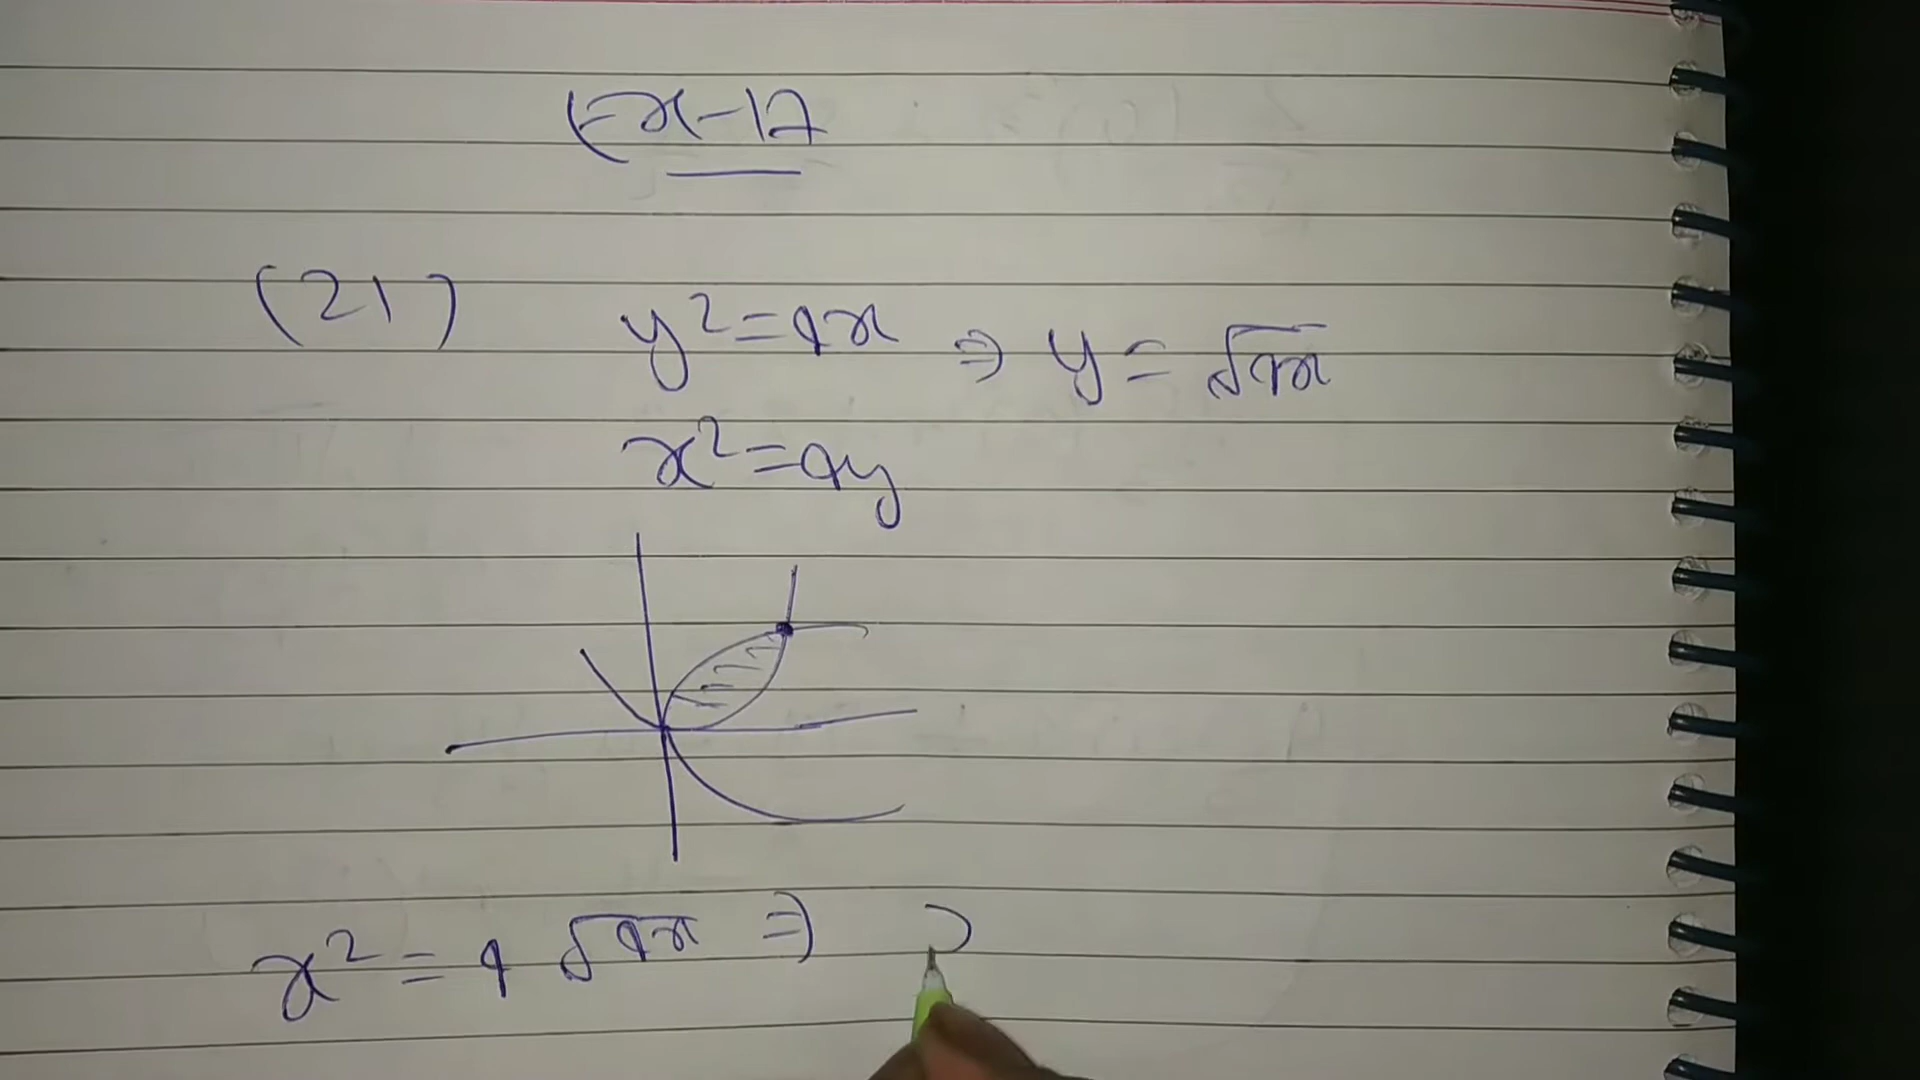 Ex-17
(21) y² = 4x ⇒ y = √4x
x² = 4y
x² = 4 √4x ⇒